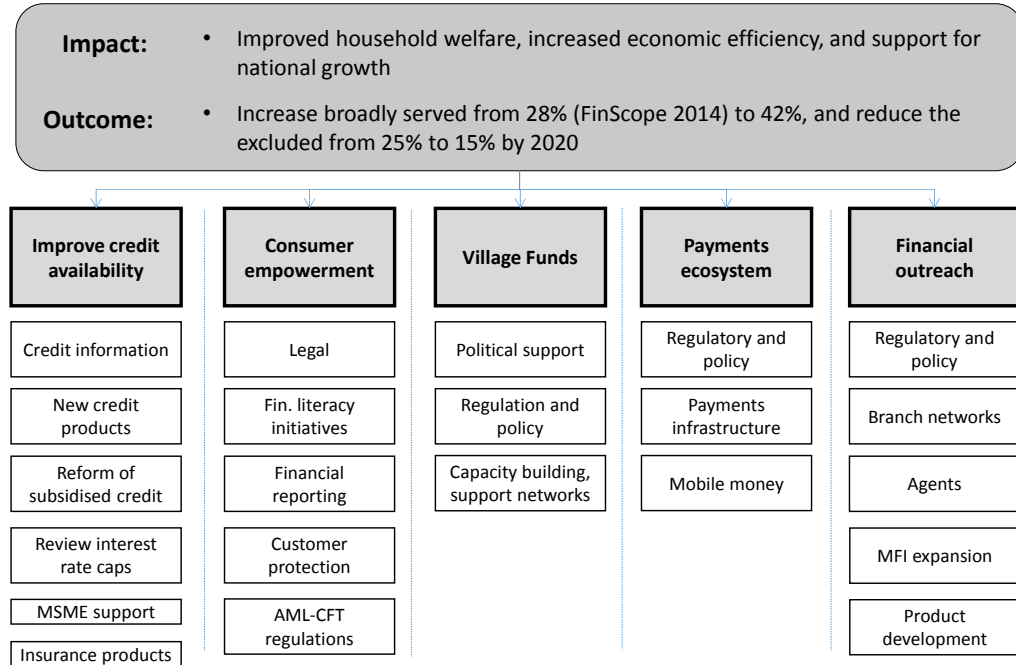 Impact:
• Improved household welfare, increased economic efficiency, and support for
national growth
Outcome:
• Increase broadly served from 28% (FinScope 2014) to 42%, and reduce the
excluded from 25% to 15% by 2020
Improve credit
availability
Consumer
empowerment
Village Funds
Payments
ecosystem
Financial
outreach
Credit information
New credit
products
Reform of
subsidised credit
Review interest
rate caps
MSME support
Insurance products
Legal
Fin. literacy
initiatives
Financial
reporting
Customer
protection
AML-CFT
regulations
Political support
Regulation and
policy
Capacity building,
support networks
Regulatory and
policy
Payments
infrastructure
Mobile money
Regulatory and
policy
Branch networks
Agents
MFI expansion
Product
development